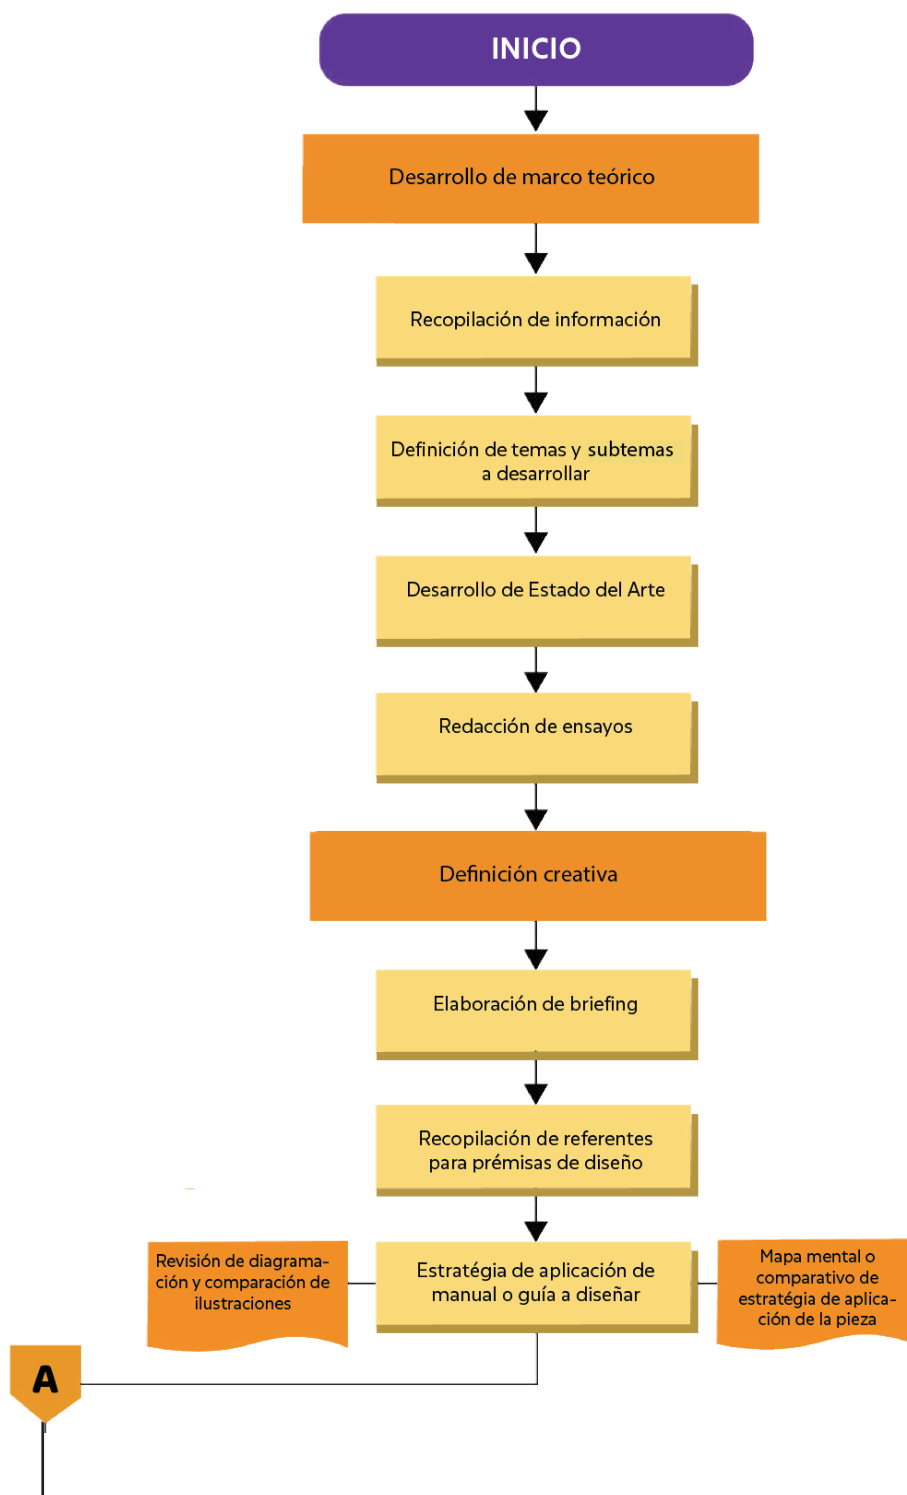 INICIO
Desarrollo de marco teórico
Recopilación de información
Definición de temas y subtemas
a desarrollar
Desarrollo de Estado del Arte
Redacción de ensayos
Definición creativa
Elaboración de briefing
Recopilación de referentes
para prémisas de diseño
Revisión de diagrama-
ción y comparación de
ilustraciones
Estratégia de aplicación de
manual o guía a diseñar
Mapa mental o
comparativo de
estratégia de aplica-
ción de la pieza
A